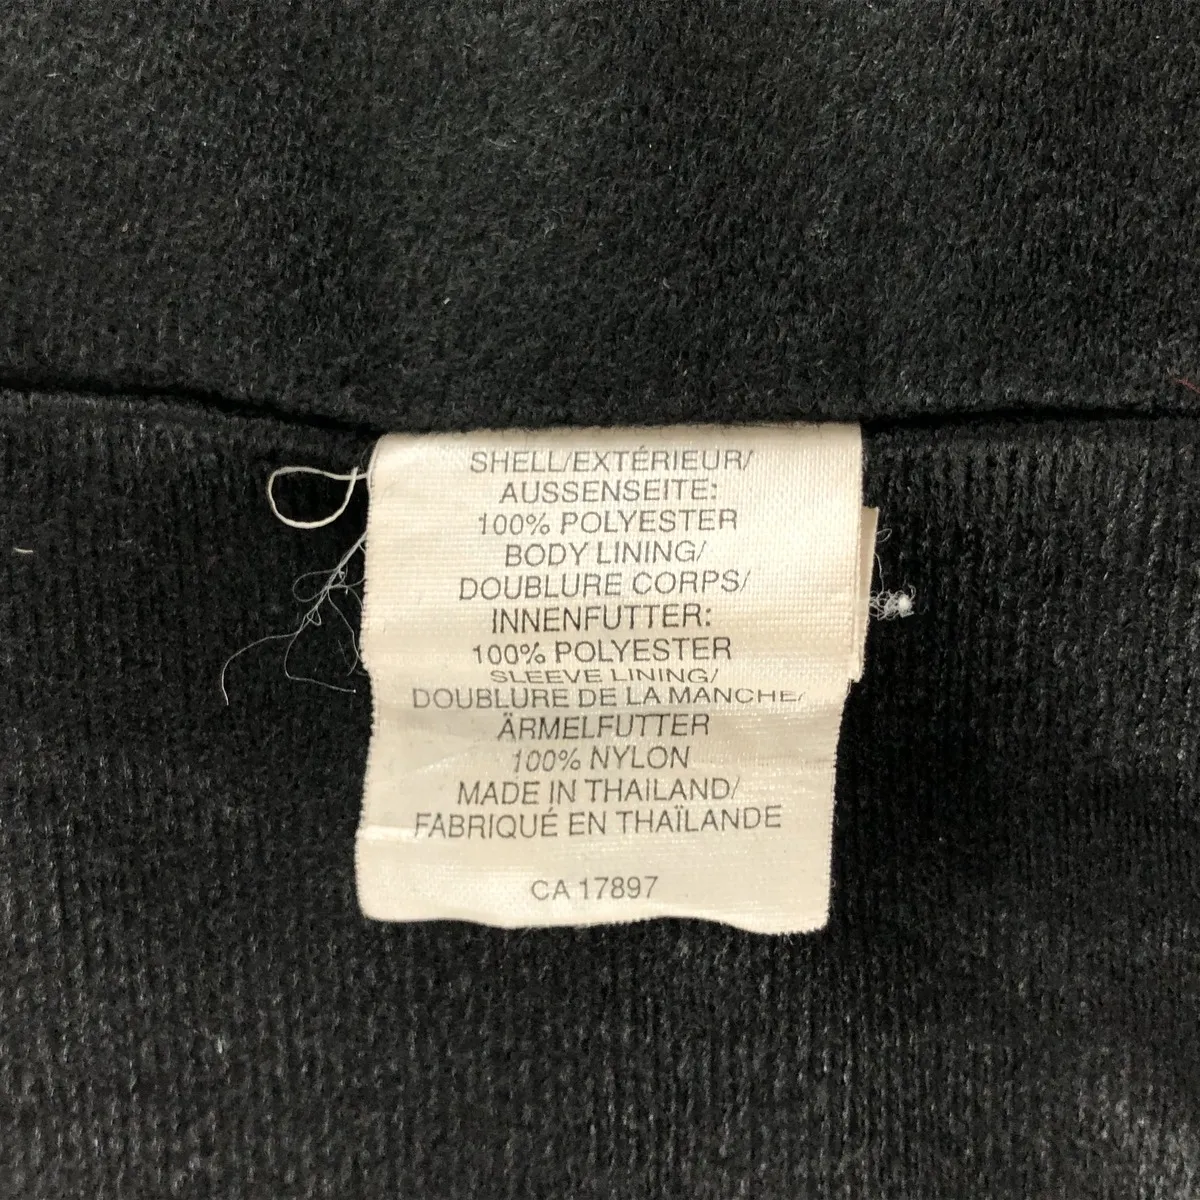 SHELL/EXTÉRIEUR/
AUSSENSEITE:
100% POLYESTER
BODY LINING/
DOUBLURE CORPS/
INNENFUTTER:
100% POLYESTER
SLEEVE LINING/
DOUBLURE DE LA MANCHE/
ÄRMELFUTTER
100% NYLON
MADE IN THAILAND/
FABRIQUÉ EN THAÏLANDE
CA 17897